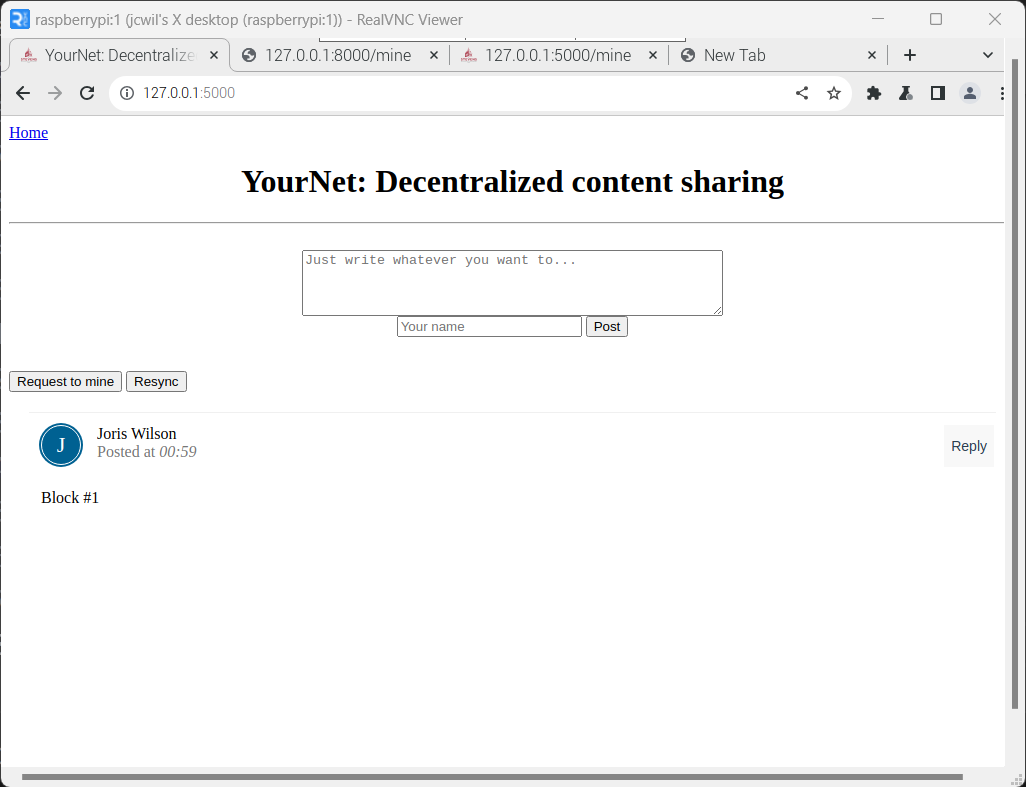 raspberrypi:1 (jcwil's X desktop (raspberrypi:1)) - RealVNC Viewer
YourNet: Decentralize
127.0.0.1:8000/mine
127.0.0.1:5000/mine
New Tab
127.0.0.1:5000
Home
YourNet: Decentralized content sharing
Just write whatever you want to...
Your name
Post
Request to mine
Resync
J
Joris Wilson
Posted at 00:59
Reply
Block #1